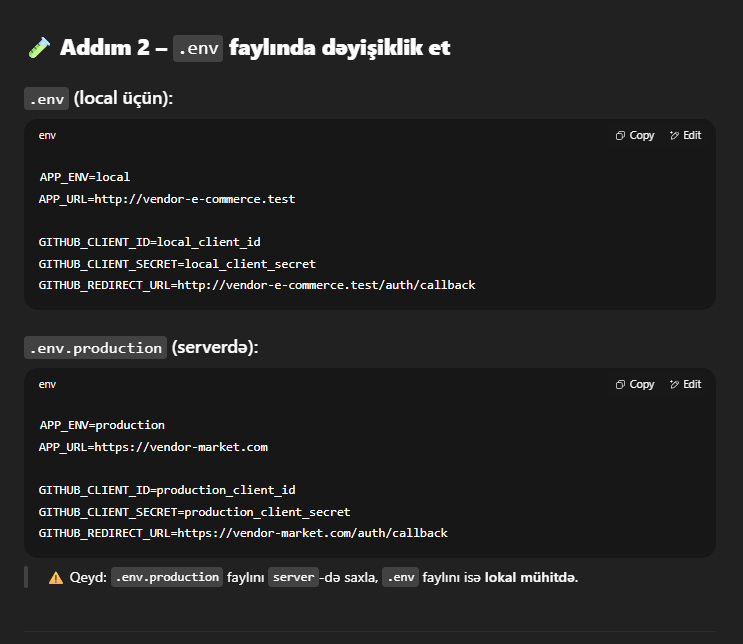 🧪 Addım 2 – .env faylında dəyişiklik et
.env (local üçün):
env
Copy
Edit
APP_ENV=local
APP_URL=http://vendor-e-commerce.test
GITHUB_CLIENT_ID=local_client_id
GITHUB_CLIENT_SECRET=local_client_secret
GITHUB_REDIRECT_URL=http://vendor-e-commerce.test/auth/callback
.env.production (serverdə):
env
Copy
Edit
APP_ENV=production
APP_URL=https://vendor-market.com
GITHUB_CLIENT_ID=production_client_id
GITHUB_CLIENT_SECRET=production_client_secret
GITHUB_REDIRECT_URL=https://vendor-market.com/auth/callback
⚠️ Qeyd: .env.production faylını server-də saxla, .env faylını isə lokal mühitdə.